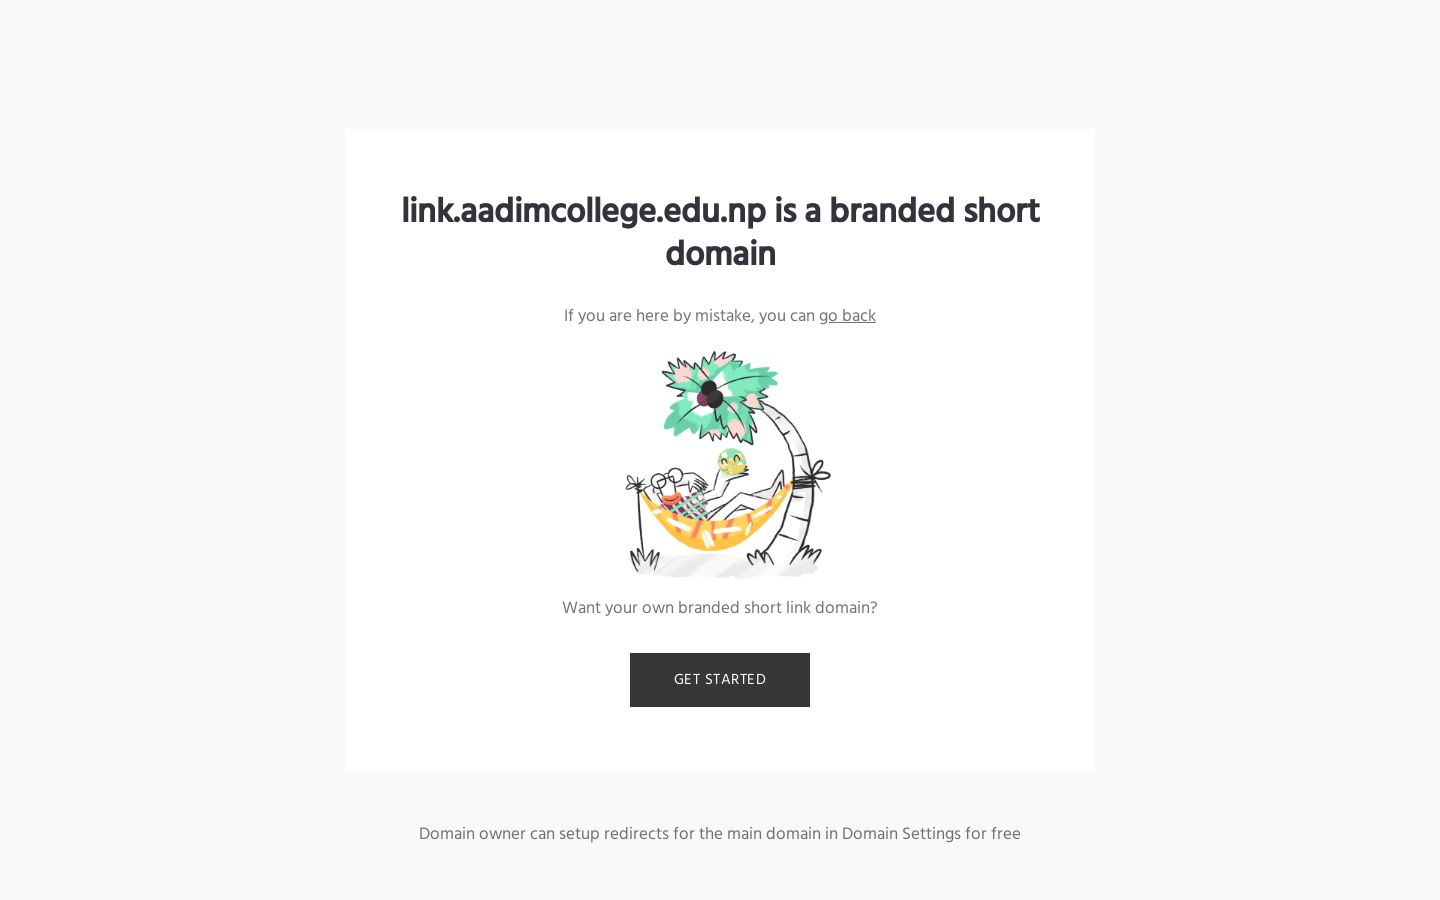 link.aadimcollege.edu.np is a branded short
domain
If you are here by mistake, you can go back
Want your own branded short link domain?
GET STARTED
Domain owner can setup redirects for the main domain in Domain Settings for free